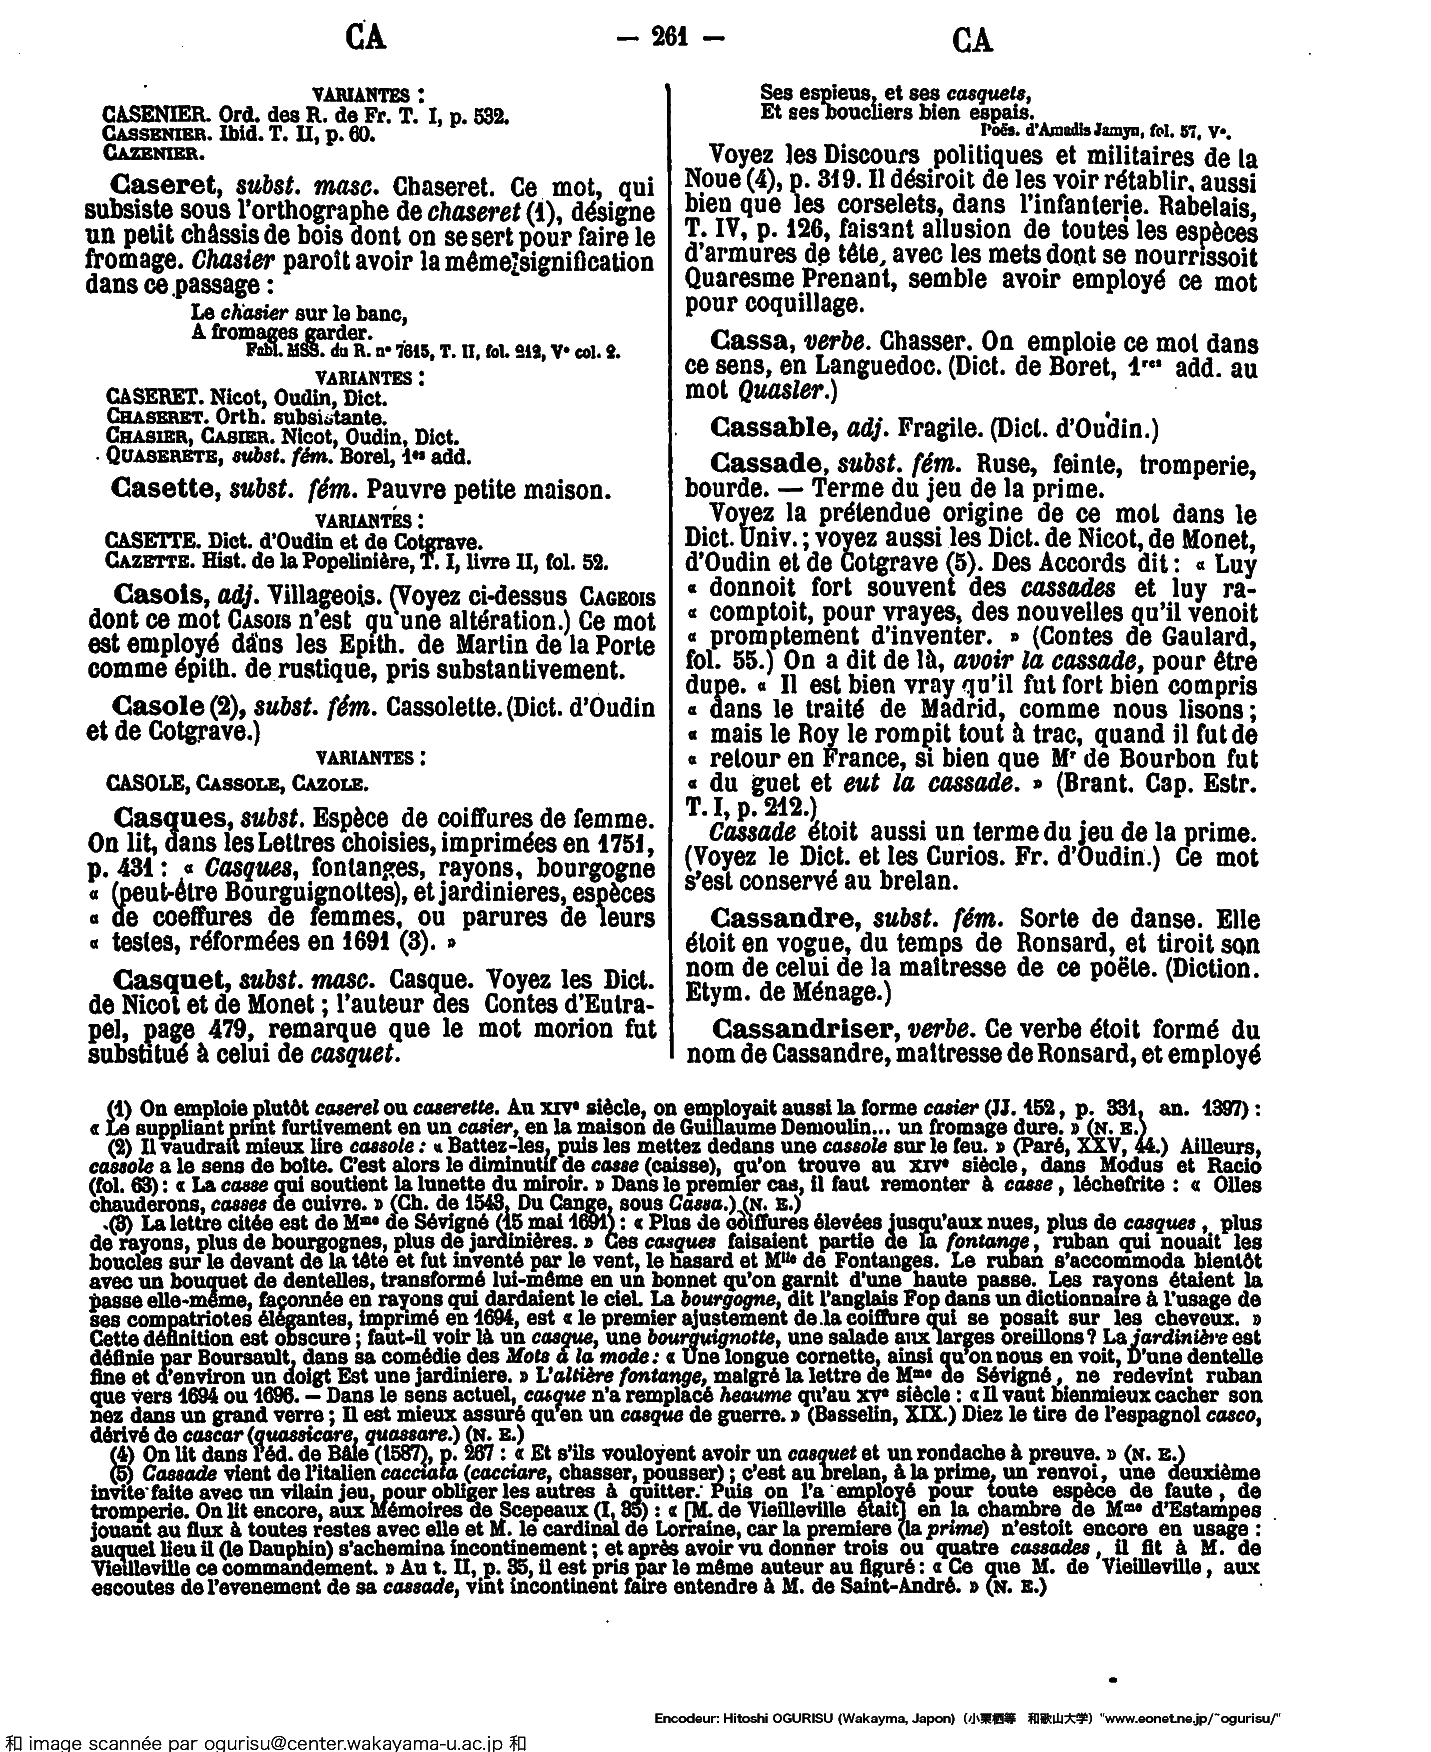 CA
— 261 —
CA
VARIANTES :
CASENIER. Ord. des R. de Fr. T. I, p. 532.
CASSENIER. Ibid. T. II, p. 60.
CAZENIER.
Caseret, subst. masc. Chaseret. Ce mot, qui
subsiste sous l'orthographe de chaseret (1), désigne
un petit châssis de bois dont on se sert pour faire le
fromage. Chasier paroît avoir la même signification
dans ce passage :
Le chasier sur le banc,
A fromages garder.
Fabl. MSS. du R. n° 7615, T. II, fol. 212, V° col. 2.
VARIANTES :
CASERET. Nicot, Oudin, Dict.
CHASERET. Orth. subsistante.
CHASIER, CASIER. Nicot, Oudin, Dict.
QUASERETE, subst. fém. Borel, 1es add.
Casette, subst. fém. Pauvre petite maison.
VARIANTES :
CASETTE. Dict. d'Oudin et de Cotgrave.
CAZETTE. Hist. de la Popelinière, T. I, livre II, fol. 52.
Casois, adj. Villageois. (Voyez ci-dessus CAGEOIS
dont ce mot CASOIS n'est qu'une altération.) Ce mot
est employé dans les Epith. de Martin de la Porte
comme épith. de rustique, pris substantivement.
Casole (2), subst. fém. Cassolette. (Dict. d'Oudin
et de Cotgrave.)
VARIANTES :
CASOLE, CASSOLE, CAZOLE.
Casques, subst. Espèce de coiffures de femme.
On lit, dans les Lettres choisies, imprimées en 1751,
p. 431 : « Casques, fontanges, rayons, bourgogne
« (peut-être Bourguignottes), et jardinieres, espèces
« de coeffures de femmes, ou parures de leurs
« testes, réformées en 1691 (3). »
Casquet, subst. masc. Casque. Voyez les Dict.
de Nicot et de Monet ; l'auteur des Contes d'Eutra-
pel, page 479, remarque que le mot morion fut
substitué à celui de casquet.
Ses espieus, et ses casquets,
Et ses boucliers bien espais.
Poës. d'Amadis Jamyn, fol. 57, V°.
Voyez les Discours politiques et militaires de la
Noue (4), p. 319. Il désiroit de les voir rétablir, aussi
bien que les corselets, dans l'infanterie. Rabelais,
T. IV, p. 126, faisant allusion de toutes les espèces
d'armures de tête, avec les mets dont se nourrissoit
Quaresme Prenant, semble avoir employé ce mot
pour coquillage.
Cassa, verbe. Chasser. On emploie ce mot dans
ce sens, en Languedoc. (Dict. de Boret, 1res add. au
mot Quasler.)
Cassable, adj. Fragile. (Dict. d'Oudin.)
Cassade, subst. fém. Ruse, feinte, tromperie,
bourde. — Terme du jeu de la prime.
Voyez la prétendue origine de ce mot dans le
Dict. Univ. ; voyez aussi les Dict. de Nicot, de Monet,
d'Oudin et de Cotgrave (5). Des Accords dit : « Luy
« donnoit fort souvent des cassades et luy ra-
« comptoit, pour vrayes, des nouvelles qu'il venoit
« promptement d'inventer. » (Contes de Gaulard,
fol. 55.) On a dit de là, avoir la cassade, pour être
dupe. « Il est bien vray qu'il fut fort bien compris
« dans le traité de Madrid, comme nous lisons ;
« mais le Roy le rompit tout à trac, quand il fut de
« retour en France, si bien que Mr de Bourbon fut
« du guet et eut la cassade. » (Brant. Cap. Estr.
T. I, p. 212.)
Cassade étoit aussi un terme du jeu de la prime.
(Voyez le Dict. et les Curios. Fr. d'Oudin.) Ce mot
s'est conservé au brelan.
Cassandre, subst. fém. Sorte de danse. Elle
étoit en vogue, du temps de Ronsard, et tiroit son
nom de celui de la maîtresse de ce poëte. (Diction.
Etym. de Ménage.)
Cassandriser, verbe. Ce verbe étoit formé du
nom de Cassandre, maîtresse de Ronsard, et employé
(1) On emploie plutôt caserel ou caserette. Au XIVe siècle, on employait aussi la forme casier (JJ. 152, p. 331, an. 1397) :
« Le suppliant print furtivement en un casier, en la maison de Guillaume Demoulin... un fromage dure. » (N. E.)
(2) Il vaudrait mieux lire cassole : « Battez-les, puis les mettez dedans une cassole sur le feu. » (Paré, XXV, 44.) Ailleurs,
cassole a le sens de boîte. C'est alors le diminutif de casse (caisse), qu'on trouve au XIVe siècle, dans Modus et Racio
(fol. 63) : « La casse qui soutient la lunette du miroir. » Dans le premier cas, il faut remonter à casse, léchefrite : « Olles
chauderons, casses de cuivre. » (Ch. de 1543, Du Cange, sous Cassa.) (N. E.)
(3) La lettre citée est de Mme de Sévigné (15 mai 1691) : « Plus de coiffures élevées jusqu'aux nues, plus de casques, plus
de rayons, plus de bourgognes, plus de jardinières. » Ces casques faisaient partie de la fontange, ruban qui nouait les
boucles sur le devant de la tête et fut inventé par le vent, le hasard et Mlle de Fontanges. Le ruban s'accommoda bientôt
avec un bouquet de dentelles, transformé lui-même en un bonnet qu'on garnit d'une haute passe. Les rayons étaient la
passe elle-même, façonnée en rayons qui dardaient le ciel. La bourgogne, dit l'anglais Fop dans un dictionnaire à l'usage de
ses compatriotes élégantes, imprimé en 1694, est « le premier ajustement de la coiffure qui se posait sur les cheveux. »
Cette définition est obscure ; faut-il voir là un casque, une bourguignotte, une salade aux larges oreillons ? La jardinière est
définie par Boursault, dans sa comédie des Mots à la mode : « Une longue cornette, ainsi qu'on nous en voit, D'une dentelle
fine et d'environ un doigt Est une jardiniere. » L'altière fontange, malgré la lettre de Mme de Sévigné, ne redevint ruban
que vers 1694 ou 1696. — Dans le sens actuel, casque n'a remplacé heaume qu'au XVe siècle : « Il vaut bienmieux cacher son
nez dans un grand verre ; Il est mieux assuré qu'en un casque de guerre. » (Basselin, XIX.) Diez le tire de l'espagnol casco,
dérivé de cascar (quassicare, quassare.) (N. E.)
(4) On lit dans l'éd. de Bâle (1587), p. 267 : « Et s'ils vouloyent avoir un casquet et un rondache à preuve. » (N. E.)
(5) Cassade vient de l'italien cacciata (cacciare, chasser, pousser) ; c'est au brelan, à la prime, un renvoi, une deuxième
invite faite avec un vilain jeu, pour obliger les autres à quitter. Puis on l'a employé pour toute espèce de faute, de
tromperie. On lit encore, aux Mémoires de Scepeaux (I, 35) : « [M. de Vieilleville était] en la chambre de Mme d'Estampes
jouant au flux à toutes restes avec elle et M. le cardinal de Lorraine, car la premiere (la prime) n'estoit encore en usage :
auquel lieu il (le Dauphin) s'achemina incontinement ; et après avoir vu donner trois ou quatre cassades, il fit à M. de
Vieilleville ce commandement. » Au t. II, p. 35, il est pris par le même auteur au figuré : « Ce que M. de Vieilleville, aux
escoutes de l'evenement de sa cassade, vint incontinent faire entendre à M. de Saint-André. » (N. E.)
Encodeur: Hitoshi OGURISU (Wakayma, Japon) (小栗栖等 和歌山大学) "www.eonet.ne.jp/~ogurisu/"
和 image scannée par ogurisu@center.wakayama-u.ac.jp 和